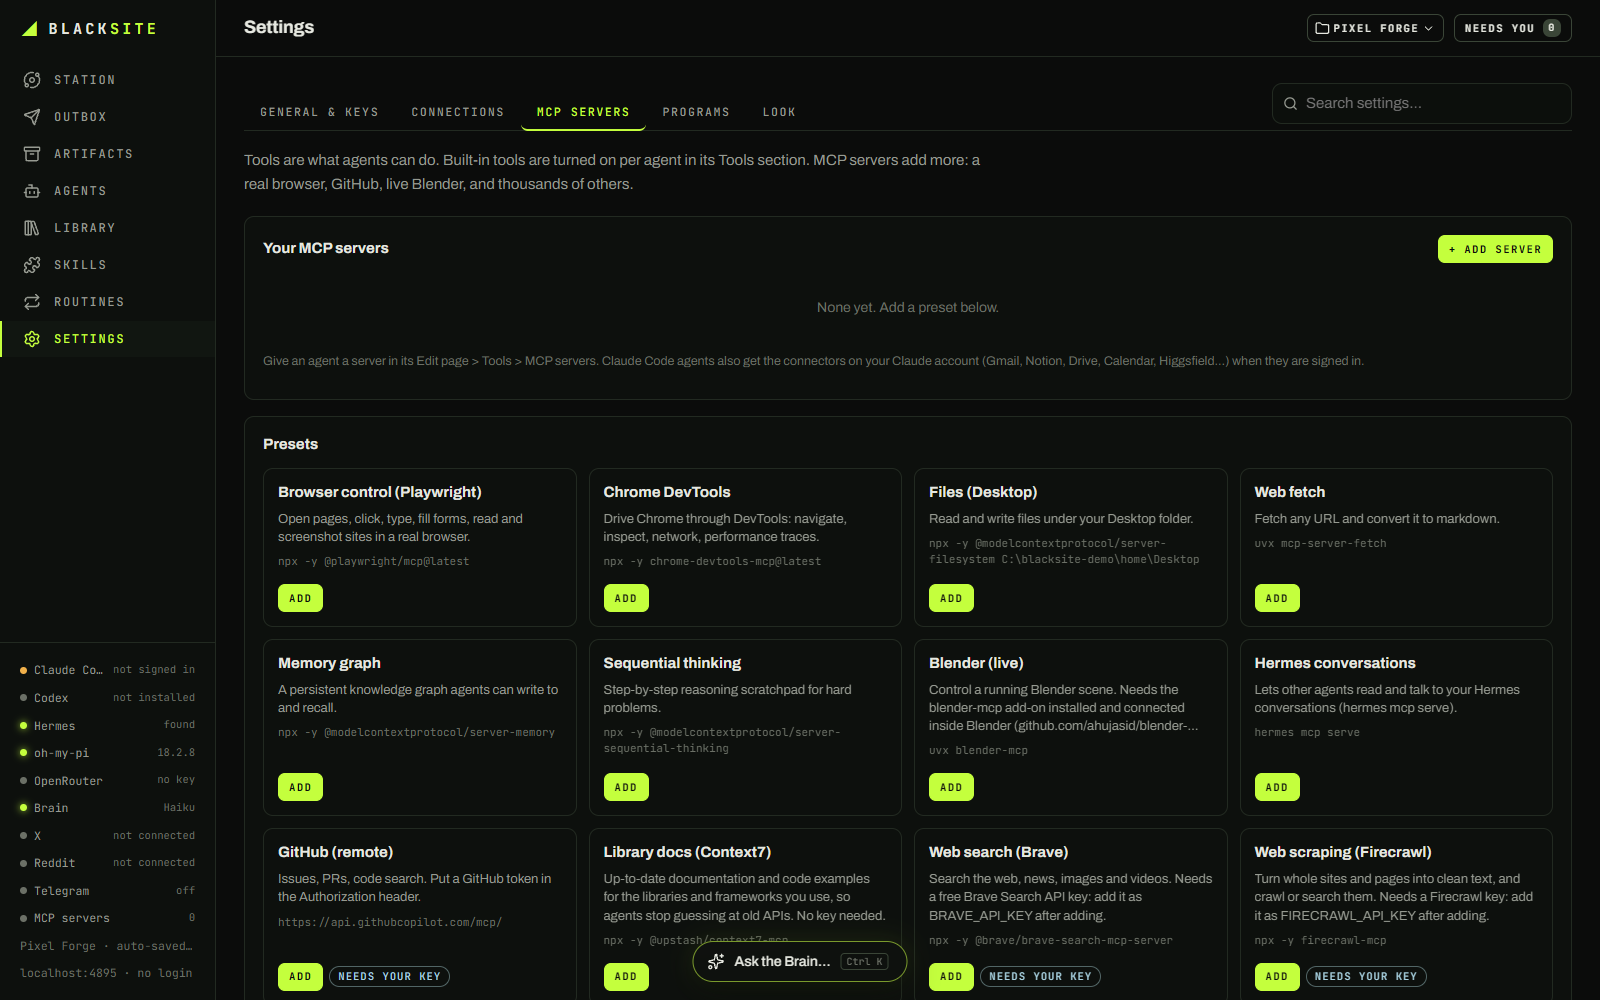 BLACKSITE
STATION
OUTBOX
ARTIFACTS
AGENTS
LIBRARY
SKILLS
ROUTINES
SETTINGS
Claude Co... not signed in
Codex not installed
Hermes found
oh-my-pi 18.2.8
OpenRouter no key
Brain Haiku
X not connected
Reddit not connected
Telegram off
MCP servers 0
Pixel Forge · auto-saved...
localhost:4895 · no login
Settings
PIXEL FORGE
NEEDS YOU 0
GENERAL & KEYS CONNECTIONS MCP SERVERS PROGRAMS LOOK
Search settings...
Tools are what agents can do. Built-in tools are turned on per agent in its Tools section. MCP servers add more: a
real browser, GitHub, live Blender, and thousands of others.
Your MCP servers
+ ADD SERVER
None yet. Add a preset below.
Give an agent a server in its Edit page > Tools > MCP servers. Claude Code agents also get the connectors on your Claude account (Gmail, Notion, Drive, Calendar, Higgsfield...) when they are signed in.
Presets
Browser control (Playwright)
Open pages, click, type, fill forms, read and
screenshot sites in a real browser.
npx -y @playwright/mcp@latest
ADD
Chrome DevTools
Drive Chrome through DevTools: navigate,
inspect, network, performance traces.
npx -y chrome-devtools-mcp@latest
ADD
Files (Desktop)
Read and write files under your Desktop folder.
npx -y @modelcontextprotocol/server-
filesystem C:\blacksite-demo\home\Desktop
ADD
Web fetch
Fetch any URL and convert it to markdown.
uvx mcp-server-fetch
ADD
Memory graph
A persistent knowledge graph agents can write to
and recall.
npx -y @modelcontextprotocol/server-memory
ADD
Sequential thinking
Step-by-step reasoning scratchpad for hard
problems.
npx -y @modelcontextprotocol/server-
sequential-thinking
ADD
Blender (live)
Control a running Blender scene. Needs the
blender-mcp add-on installed and connected
inside Blender (github.com/ahujasid/blender-...
uvx blender-mcp
ADD
Hermes conversations
Lets other agents read and talk to your Hermes
conversations (hermes mcp serve).
hermes mcp serve
ADD
GitHub (remote)
Issues, PRs, code search. Put a GitHub token in
the Authorization header.
https://api.githubcopilot.com/mcp/
ADD NEEDS YOUR KEY
Library docs (Context7)
Up-to-date documentation and code examples
for the libraries and frameworks you use, so
agents stop guessing at old APIs. No key needed.
npx -y @upstash/context7-mcp
ADD
Web search (Brave)
Search the web, news, images and videos. Needs
a free Brave Search API key: add it as
BRAVE_API_KEY after adding.
npx -y @brave/brave-search-mcp-server
ADD NEEDS YOUR KEY
Web scraping (Firecrawl)
Turn whole sites and pages into clean text, and
crawl or search them. Needs a Firecrawl key: add
it as FIRECRAWL_API_KEY after adding.
npx -y firecrawl-mcp
ADD NEEDS YOUR KEY
Ask the Brain... Ctrl K